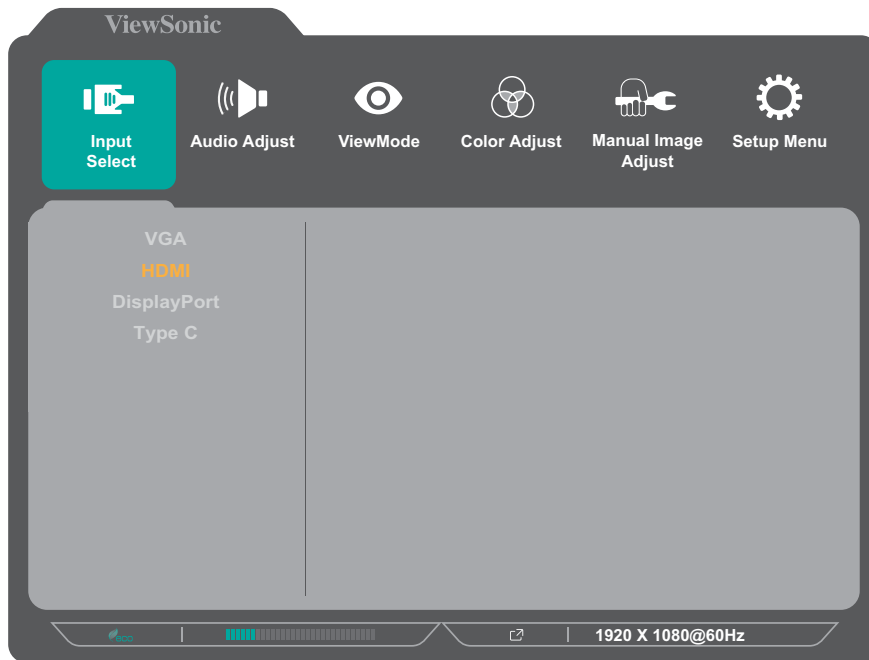 ViewSonic
Input
Select
Audio Adjust
ViewMode
Color Adjust
Manual Image
Adjust
Setup Menu
VGA
HDMI
DisplayPort
Type C
ECO
1920 X 1080@60Hz